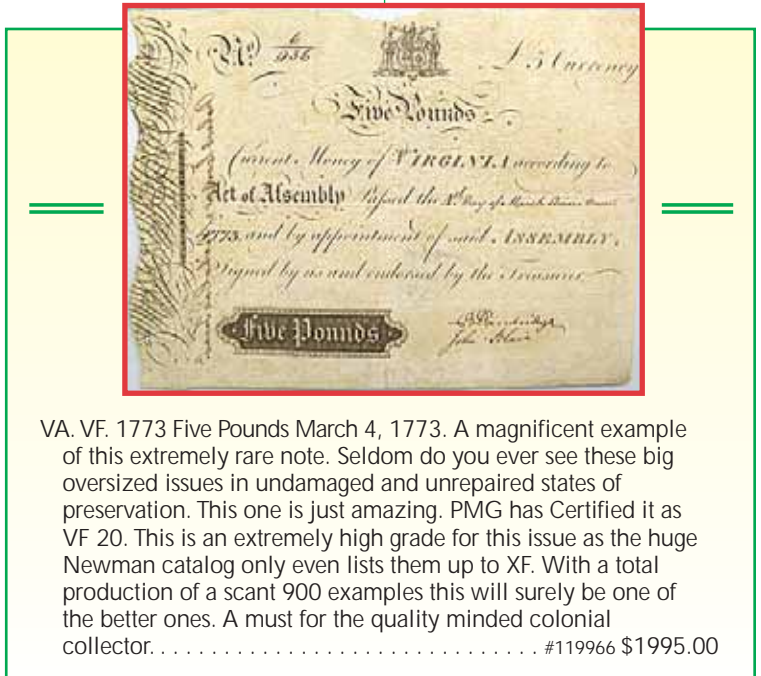 No 6
936
£ 5 Currency
Five Pounds
Current Money of VIRGINIA according to
Act of Assembly Passed the 4th Day of March
1773. and by appointment of said ASSEMBLY.
Signed by us and endorsed by the Treasurer
Five Pounds
John Blair
VA. VF. 1773 Five Pounds March 4, 1773. A magnificent example
of this extremely rare note. Seldom do you ever see these big
oversized issues in undamaged and unrepaired states of
preservation. This one is just amazing. PMG has Certified it as
VF 20. This is an extremely high grade for this issue as the huge
Newman catalog only even lists them up to XF. With a total
production of a scant 900 examples this will surely be one of
the better ones. A must for the quality minded colonial
collector. . . . . . . . . . . . . . . . . . . . . . . . . . . . . . . #119966 $1995.00